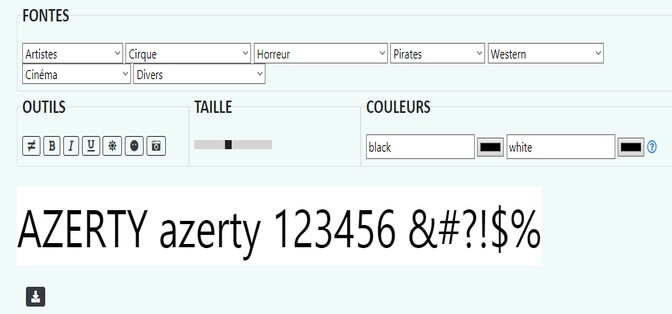 FONTES
Artistes Cirque Horreur Pirates Western
Cinéma Divers
OUTILS TAILLE COULEURS
≠ B I U black white ?
AZERTY azerty 123456 &#?!$%